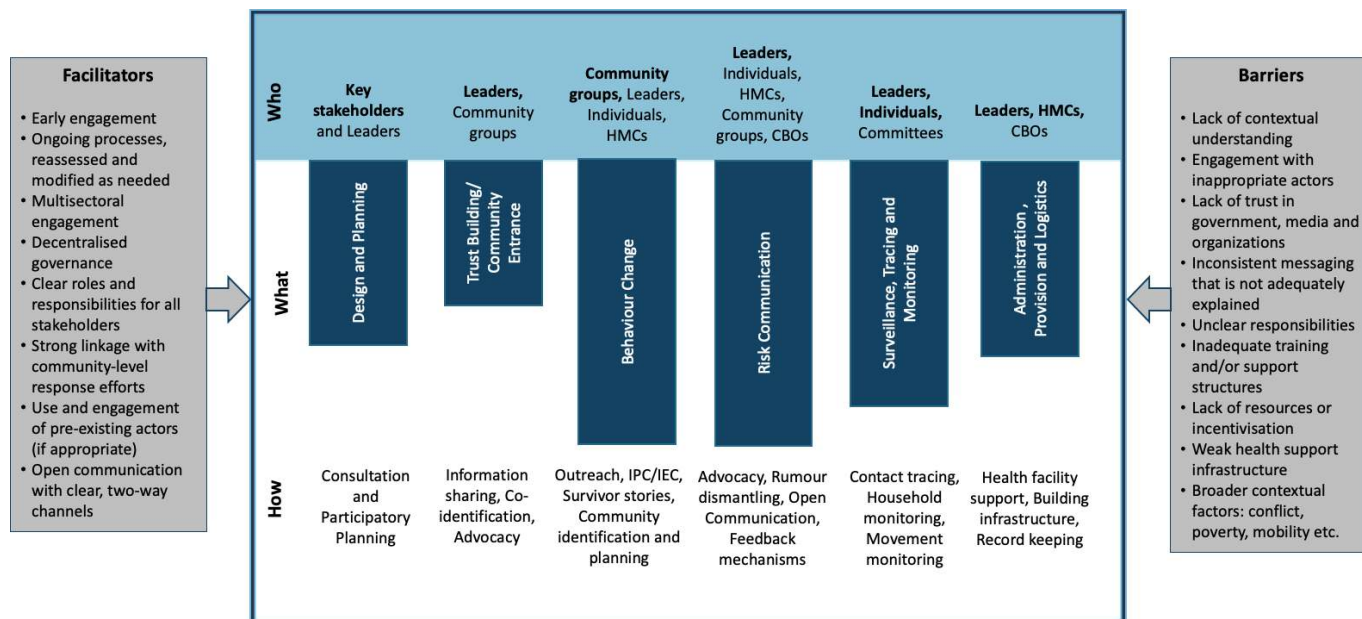 Facilitators
• Early engagement
• Ongoing processes,
reassessed and
modified as needed
• Multisectoral
engagement
• Decentralised
governance
• Clear roles and
responsibilities for all
stakeholders
• Strong linkage with
community-level
response efforts
• Use and engagement
of pre-existing actors
(if appropriate)
• Open communication
with clear, two-way
channels
Who
Key
stakeholders
and Leaders
Leaders,
Community
groups
Community
groups, Leaders,
Individuals,
HMCs
Leaders,
Individuals,
HMCs,
Community
groups, CBOs
Leaders,
Individuals,
Committees
Leaders, HMCs,
CBOs
What
Design and Planning
Trust Building/
Community
Entrance
Behaviour Change
Risk Communication
Surveillance, Tracing and
Monitoring
Administration ,
Provision and Logistics
How
Consultation
and
Participatory
Planning
Information
sharing, Co-
identification,
Advocacy
Outreach, IPC/IEC,
Survivor stories,
Community
identification and
planning
Advocacy, Rumour
dismantling, Open
Communication,
Feedback
mechanisms
Contact tracing,
Household
monitoring,
Movement
monitoring
Health facility
support, Building
infrastructure,
Record keeping
Barriers
• Lack of contextual
understanding
• Engagement with
inappropriate actors
• Lack of trust in
government, media and
organizations
• Inconsistent messaging
that is not adequately
explained
• Unclear responsibilities
• Inadequate training
and/or support
structures
• Lack of resources or
incentivisation
• Weak health support
infrastructure
• Broader contextual
factors: conflict,
poverty, mobility etc.